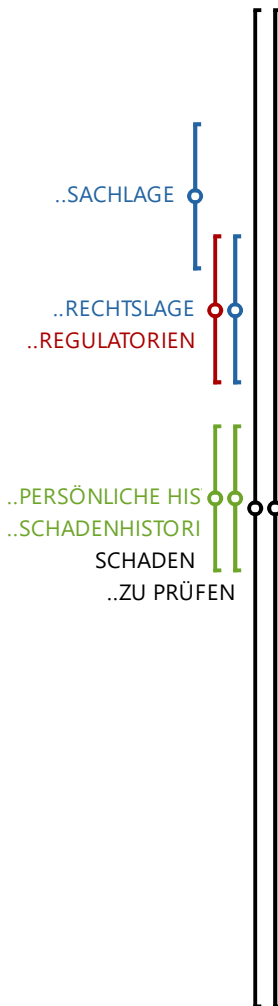 ..SACHLAGE
..RECHTSLAGE
..REGULATORIEN
..PERSÖNLICHE HIS
..SCHADENHISTORI
SCHADEN
..ZU PRÜFEN